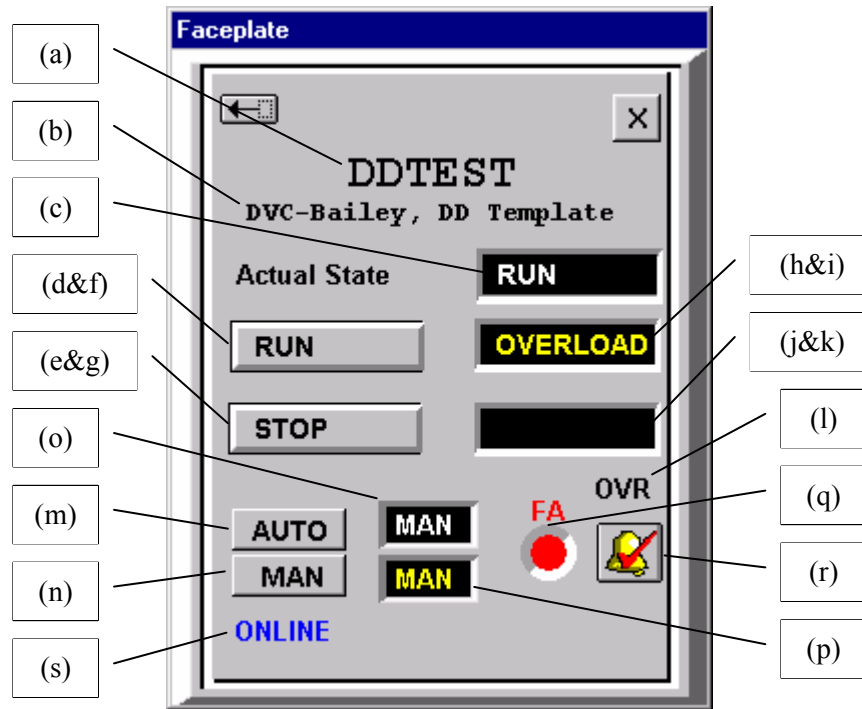 Faceplate
(a)
(b)
(c)
(d&f)
(e&g)
(o)
(m)
(n)
(s)
X
DDTEST
DVC-Bailey, DD Template
Actual State
RUN
RUN
OVERLOAD
STOP
OVR
FA
AUTO
MAN
MAN
MAN
ONLINE
(h&i)
(j&k)
(l)
(q)
(r)
(p)